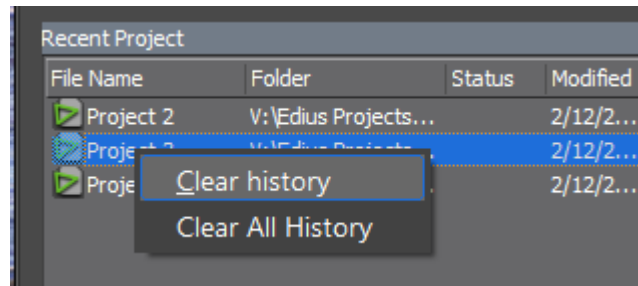 Recent Project
File Name Folder Status Modified
Project 2 V:\Edius Projects... 2/12/2...
2/12/2...
Clear history
2/12/2...
Clear All History